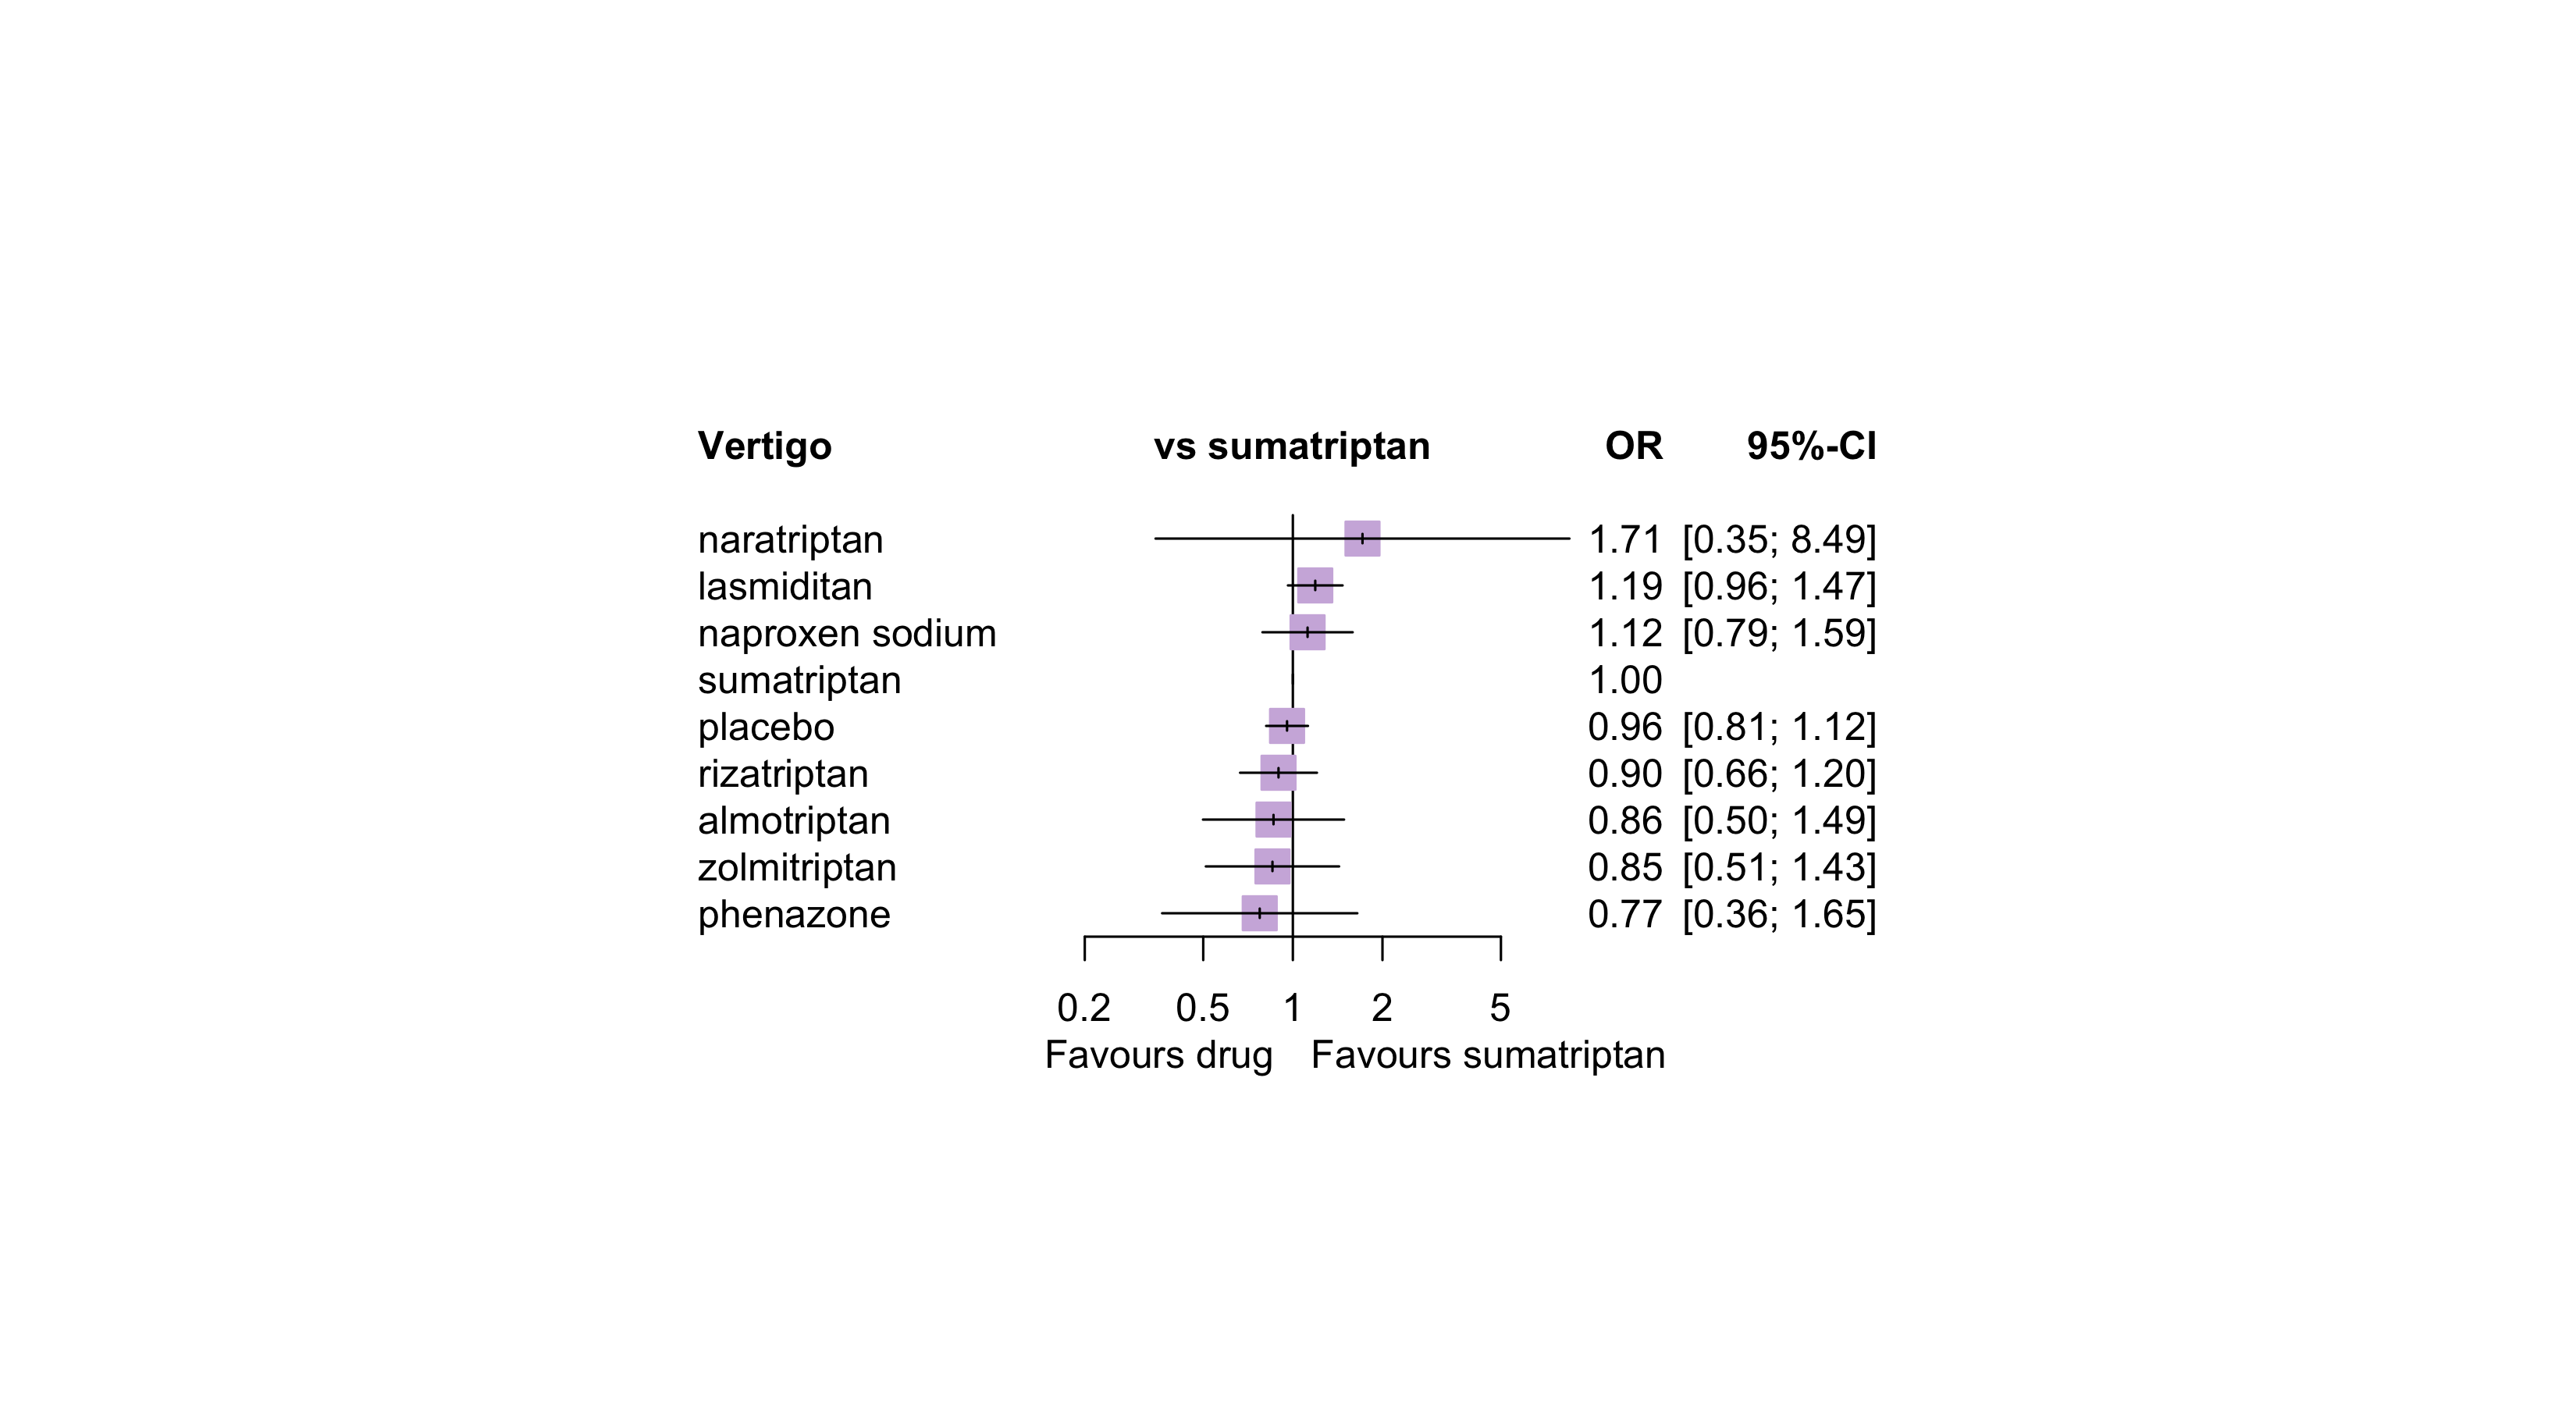 Vertigo vs sumatriptan OR 95%-CI
naratriptan 1.71 [0.35; 8.49]
lasmiditan 1.19 [0.96; 1.47]
naproxen sodium 1.12 [0.79; 1.59]
sumatriptan 1.00
placebo 0.96 [0.81; 1.12]
rizatriptan 0.90 [0.66; 1.20]
almotriptan 0.86 [0.50; 1.49]
zolmitriptan 0.85 [0.51; 1.43]
phenazone 0.77 [0.36; 1.65]
0.2 0.5 1 2 5
Favours drug Favours sumatriptan